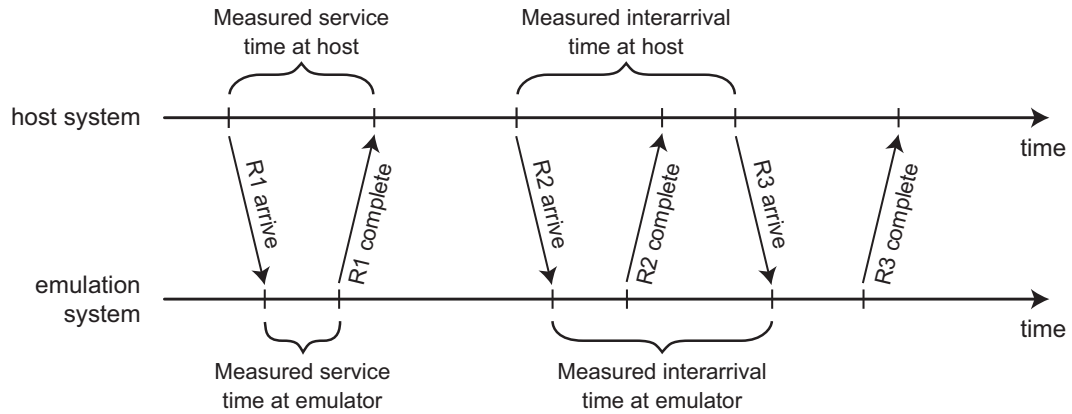 Measured service
time at host
Measured interarrival
time at host
host system
time
R1 arrive
R1 complete
R2 arrive
R2 complete
R3 arrive
R3 complete
emulation
system
time
Measured service
time at emulator
Measured interarrival
time at emulator